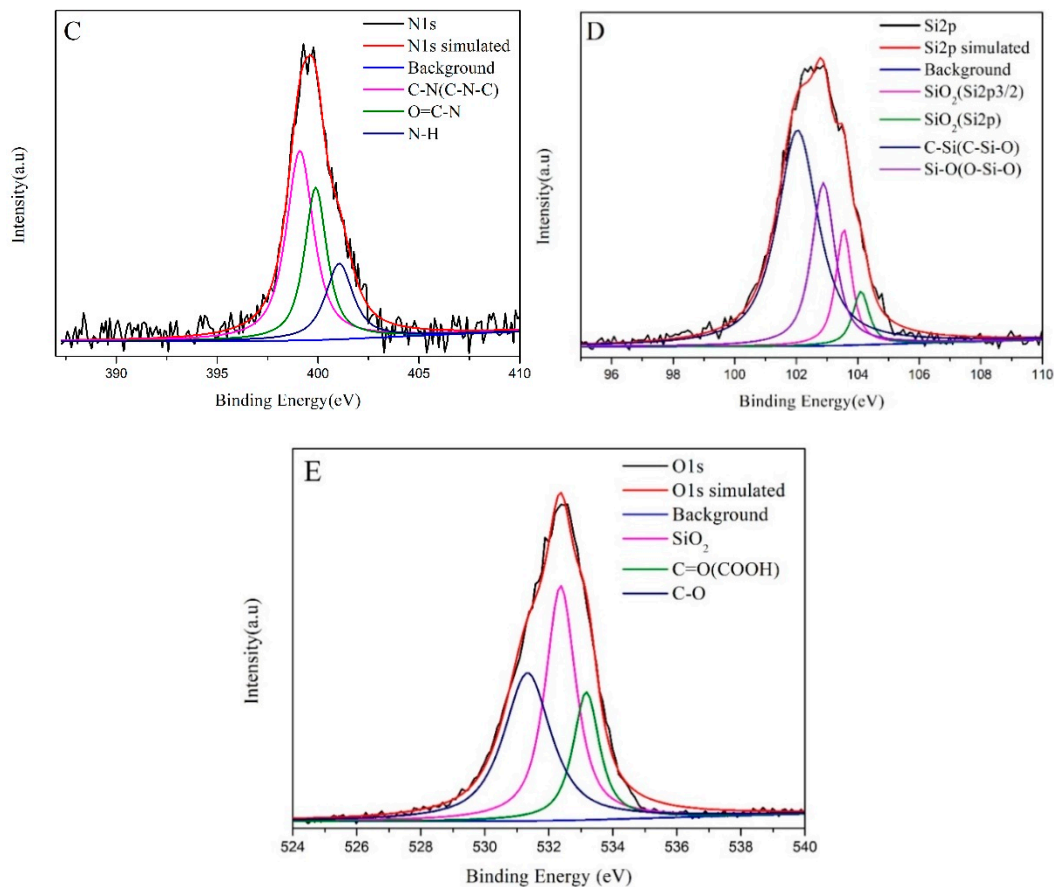 C
N1s
N1s simulated
Background
C-N(C-N-C)
O=C-N
N-H
Intensity(a.u)
390 395 400 405 410
Binding Energy(eV)
D
Si2p
Si2p simulated
Background
SiO2(Si2p3/2)
SiO2(Si2p)
C-Si(C-Si-O)
Si-O(O-Si-O)
Intensity(a.u)
96 98 100 102 104 106 108 110
Binding Energy(eV)
E
O1s
O1s simulated
Background
SiO2
C=O(COOH)
C-O
Intensity(a.u)
524 526 528 530 532 534 536 538 540
Binding Energy (eV)